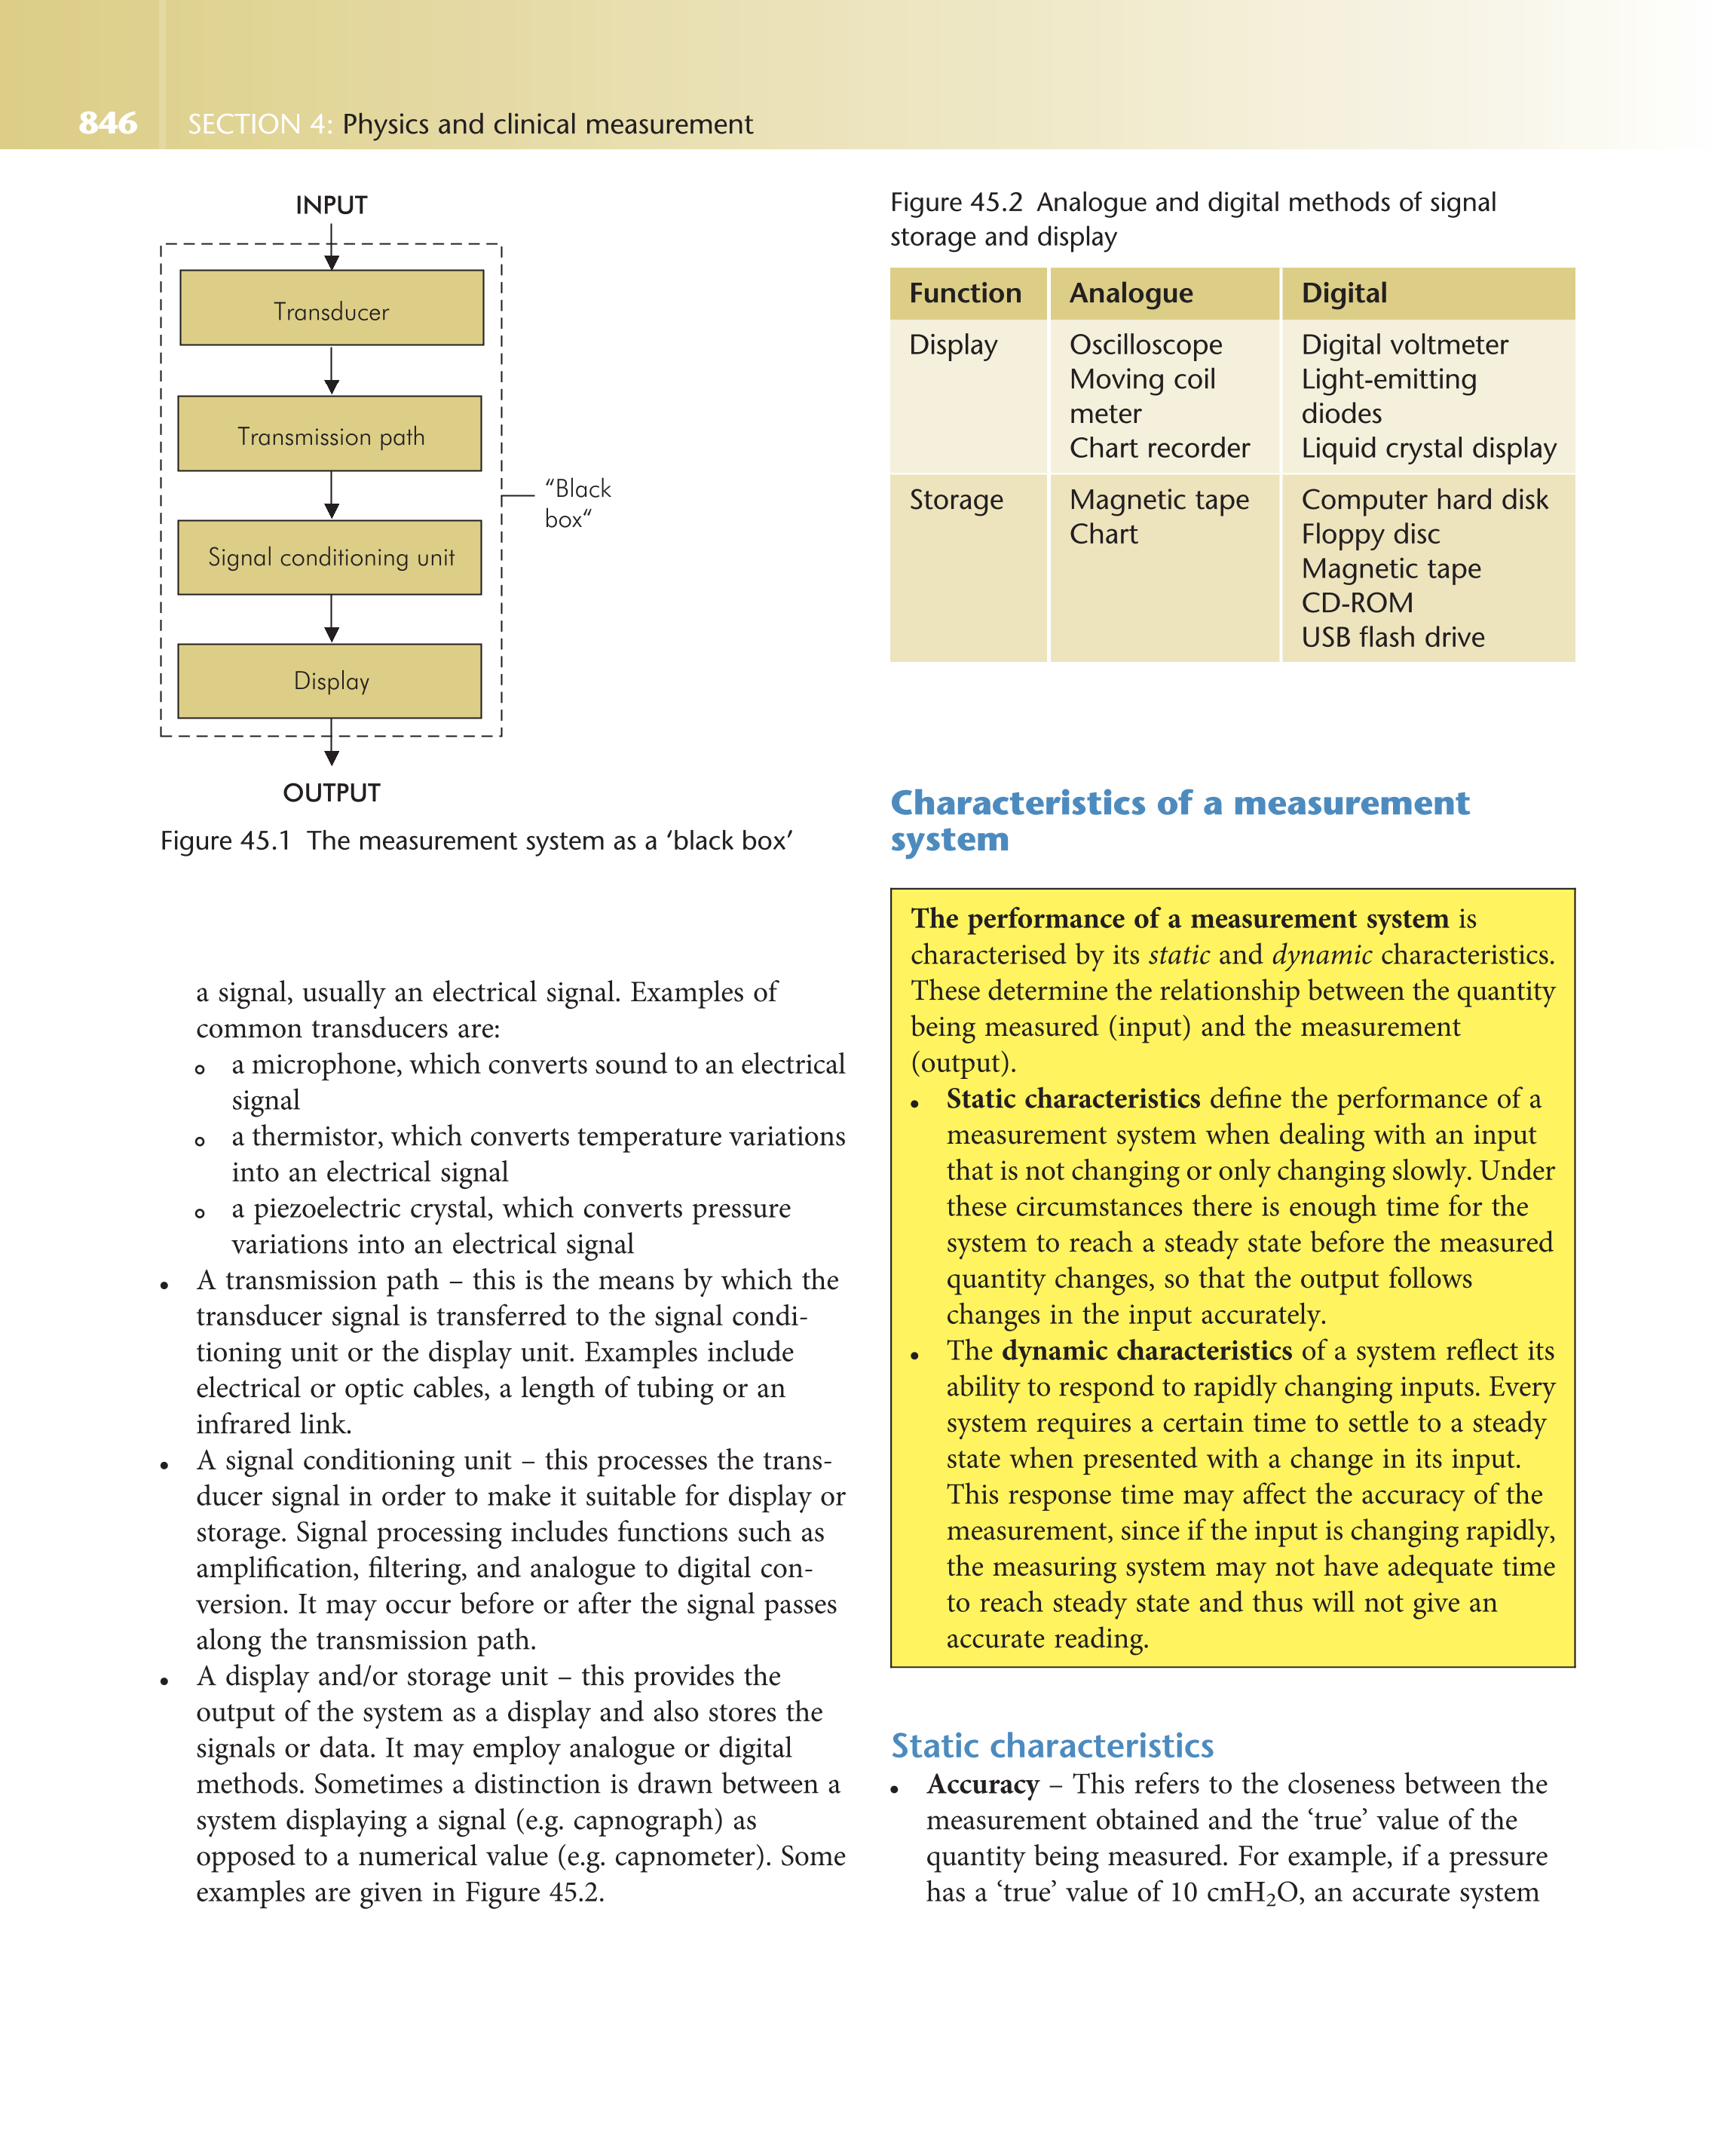 846 SECTION 4: Physics and clinical measurement
INPUT
Transducer
Transmission path
Signal conditioning unit
Display
OUTPUT
“Black
box“
Figure 45.1 The measurement system as a ‘black box’
a signal, usually an electrical signal. Examples of
common transducers are:
∘ a microphone, which converts sound to an electrical
signal
∘ a thermistor, which converts temperature variations
into an electrical signal
∘ a piezoelectric crystal, which converts pressure
variations into an electrical signal
• A transmission path – this is the means by which the
transducer signal is transferred to the signal condi-
tioning unit or the display unit. Examples include
electrical or optic cables, a length of tubing or an
infrared link.
• A signal conditioning unit – this processes the trans-
ducer signal in order to make it suitable for display or
storage. Signal processing includes functions such as
amplification, filtering, and analogue to digital con-
version. It may occur before or after the signal passes
along the transmission path.
• A display and/or storage unit – this provides the
output of the system as a display and also stores the
signals or data. It may employ analogue or digital
methods. Sometimes a distinction is drawn between a
system displaying a signal (e.g. capnograph) as
opposed to a numerical value (e.g. capnometer). Some
examples are given in Figure 45.2.
Figure 45.2 Analogue and digital methods of signal
storage and display
Function Analogue Digital
Display Oscilloscope Digital voltmeter
Moving coil Light-emitting
meter diodes
Chart recorder Liquid crystal display
Storage Magnetic tape Computer hard disk
Chart Floppy disc
Magnetic tape
CD-ROM
USB flash drive
Characteristics of a measurement
system
The performance of a measurement system is
characterised by its static and dynamic characteristics.
These determine the relationship between the quantity
being measured (input) and the measurement
(output).
• Static characteristics define the performance of a
measurement system when dealing with an input
that is not changing or only changing slowly. Under
these circumstances there is enough time for the
system to reach a steady state before the measured
quantity changes, so that the output follows
changes in the input accurately.
• The dynamic characteristics of a system reflect its
ability to respond to rapidly changing inputs. Every
system requires a certain time to settle to a steady
state when presented with a change in its input.
This response time may affect the accuracy of the
measurement, since if the input is changing rapidly,
the measuring system may not have adequate time
to reach steady state and thus will not give an
accurate reading.
Static characteristics
• Accuracy – This refers to the closeness between the
measurement obtained and the ‘true’ value of the
quantity being measured. For example, if a pressure
has a ‘true’ value of 10 cmH₂O, an accurate system